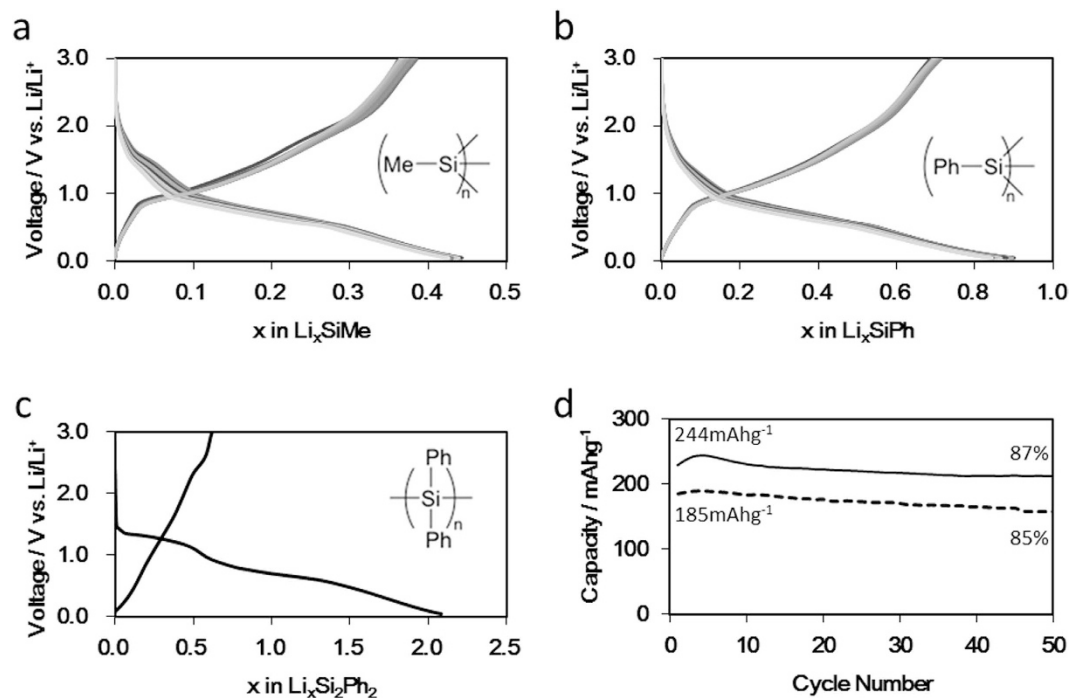 a
3.0
2.0
1.0
0.0
Voltage / V vs. Li/Li⁺
0.0 0.1 0.2 0.3 0.4 0.5
x in LiₓSiMe
(Me—Si)n
b
3.0
2.0
1.0
0.0
Voltage / V vs. Li/Li⁺
0.0 0.2 0.4 0.6 0.8 1.0
x in LiₓSiPh
(Ph—Si)n
c
3.0
2.0
1.0
0.0
Voltage / V vs. Li/Li⁺
0.0 0.5 1.0 1.5 2.0 2.5
x in LiₓSi₂Ph₂
Ph
(Si)n
Ph
d
300
200
100
0
Capacity / mAhg⁻¹
244mAhg⁻¹
87%
185mAhg⁻¹
85%
0 10 20 30 40 50
Cycle Number